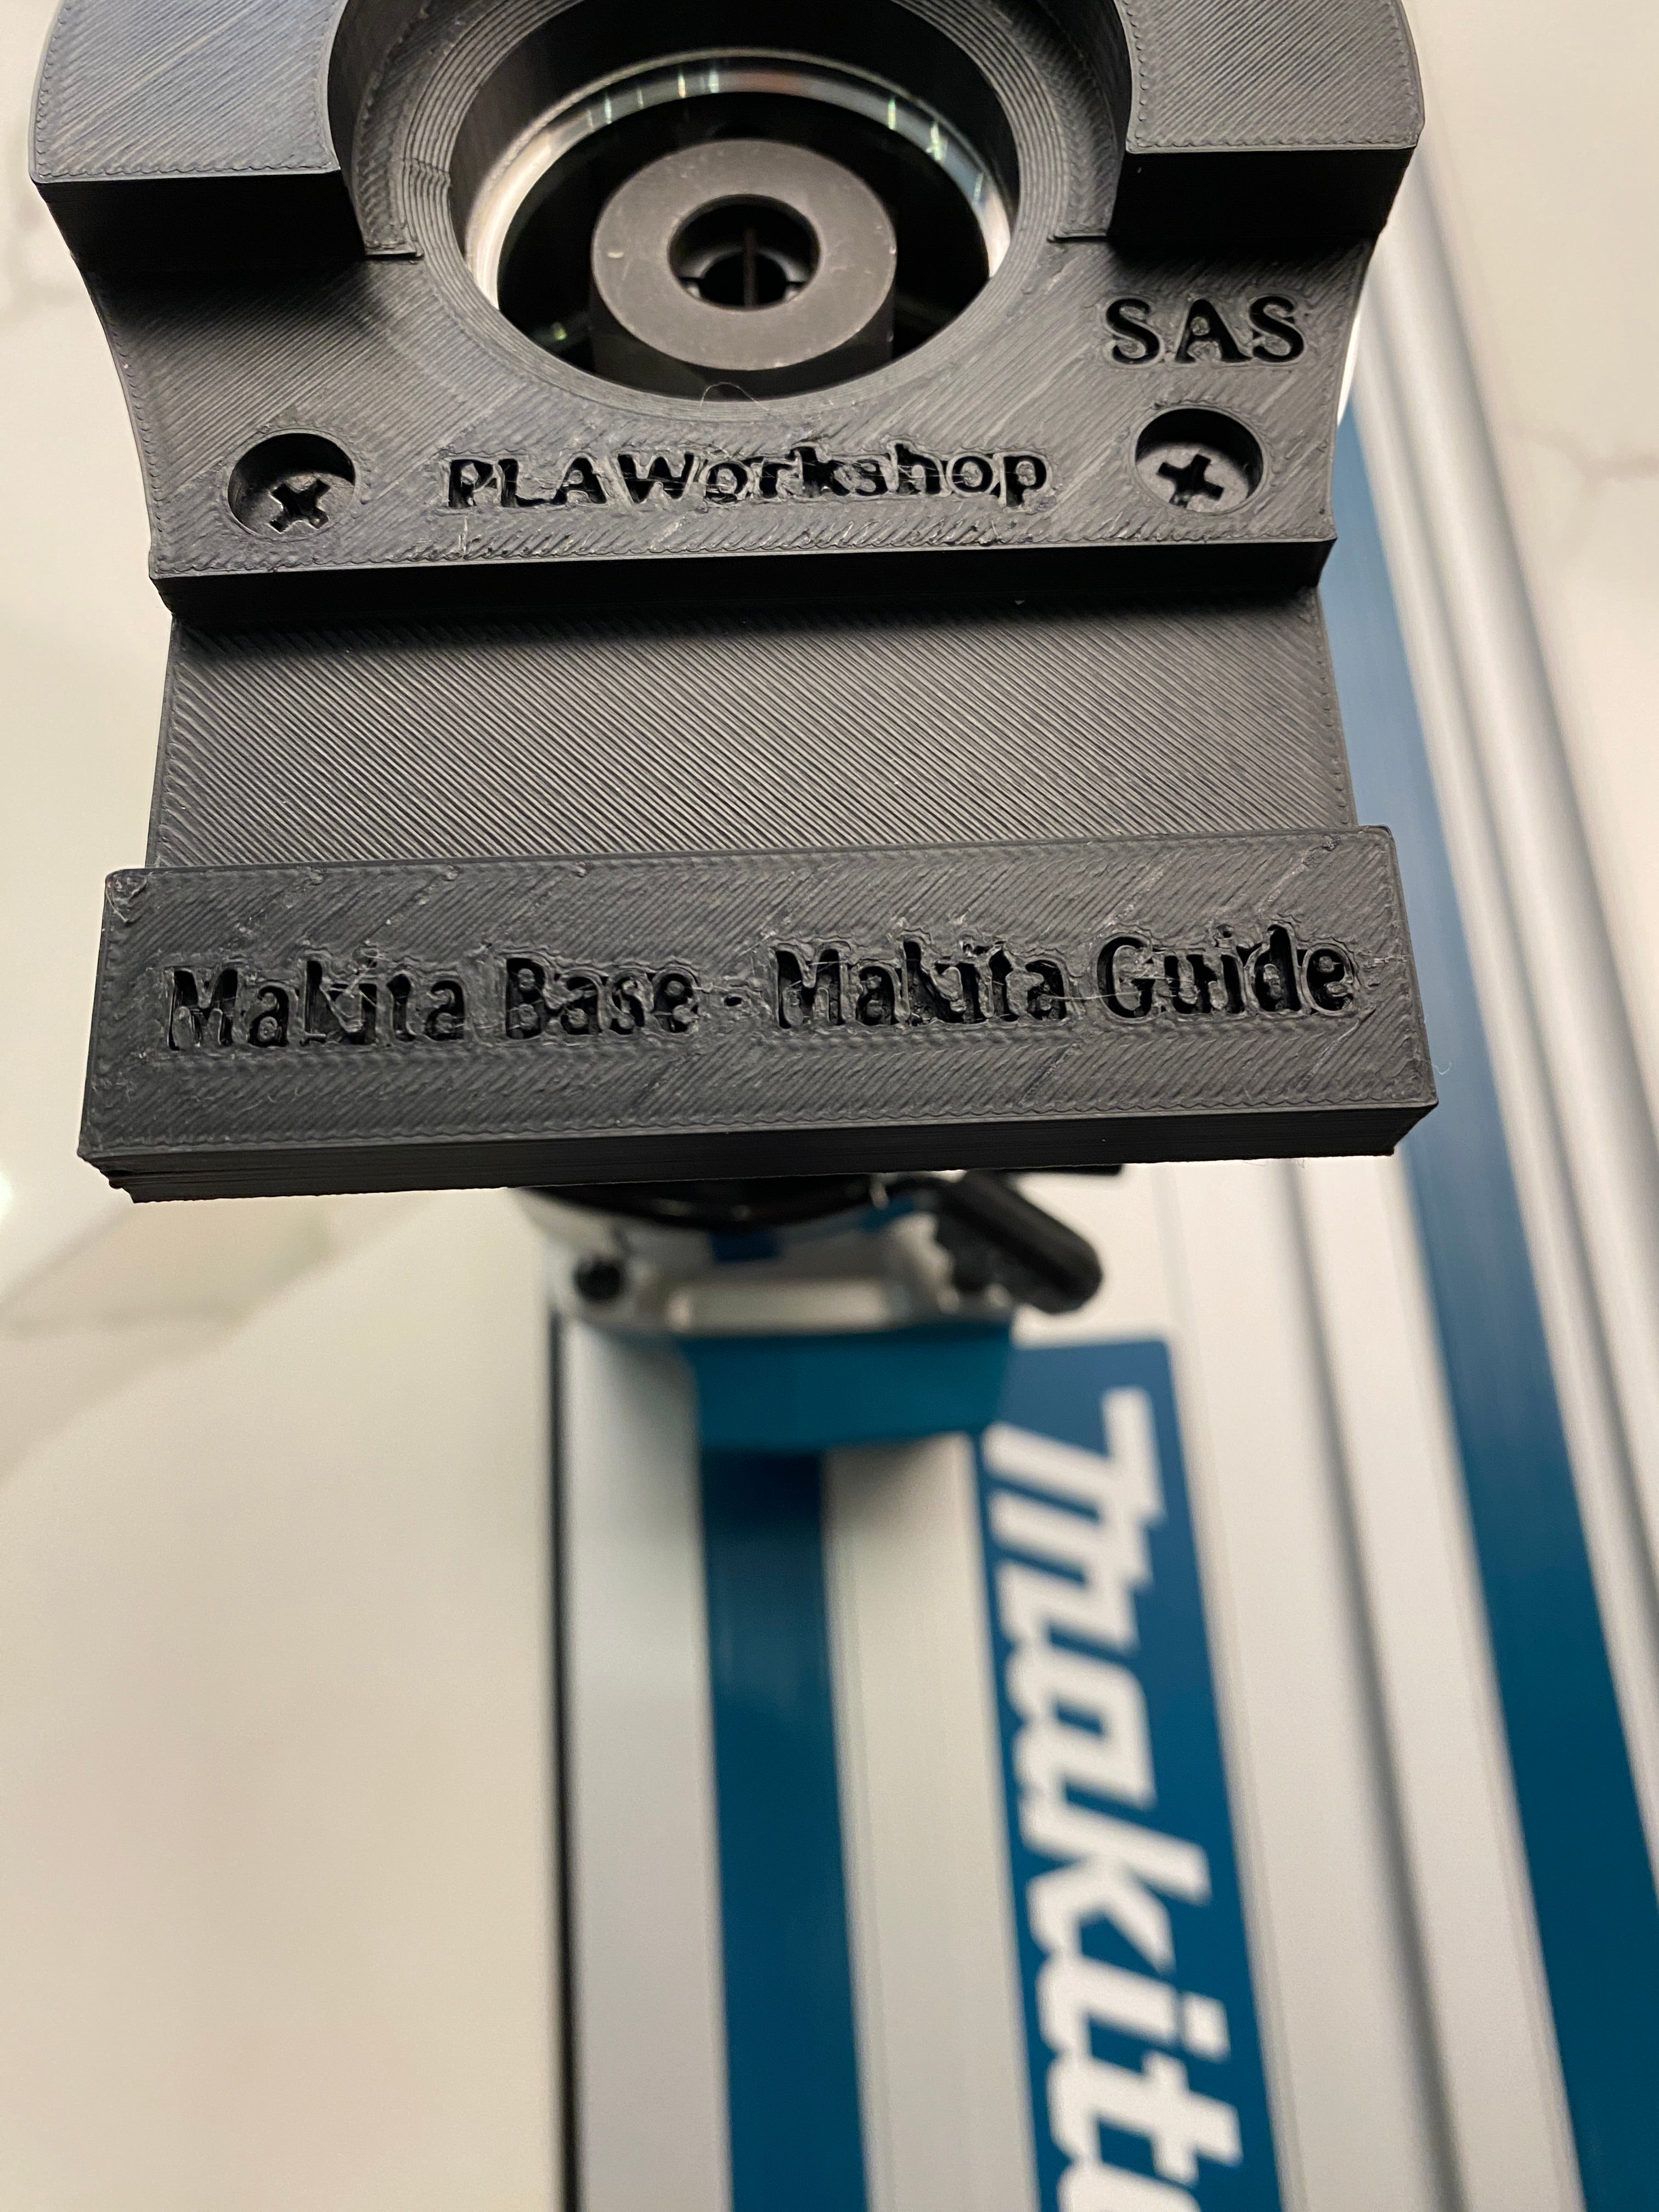 SAS
PLAWorkshop
Makita Base - Makita Guide
Makita